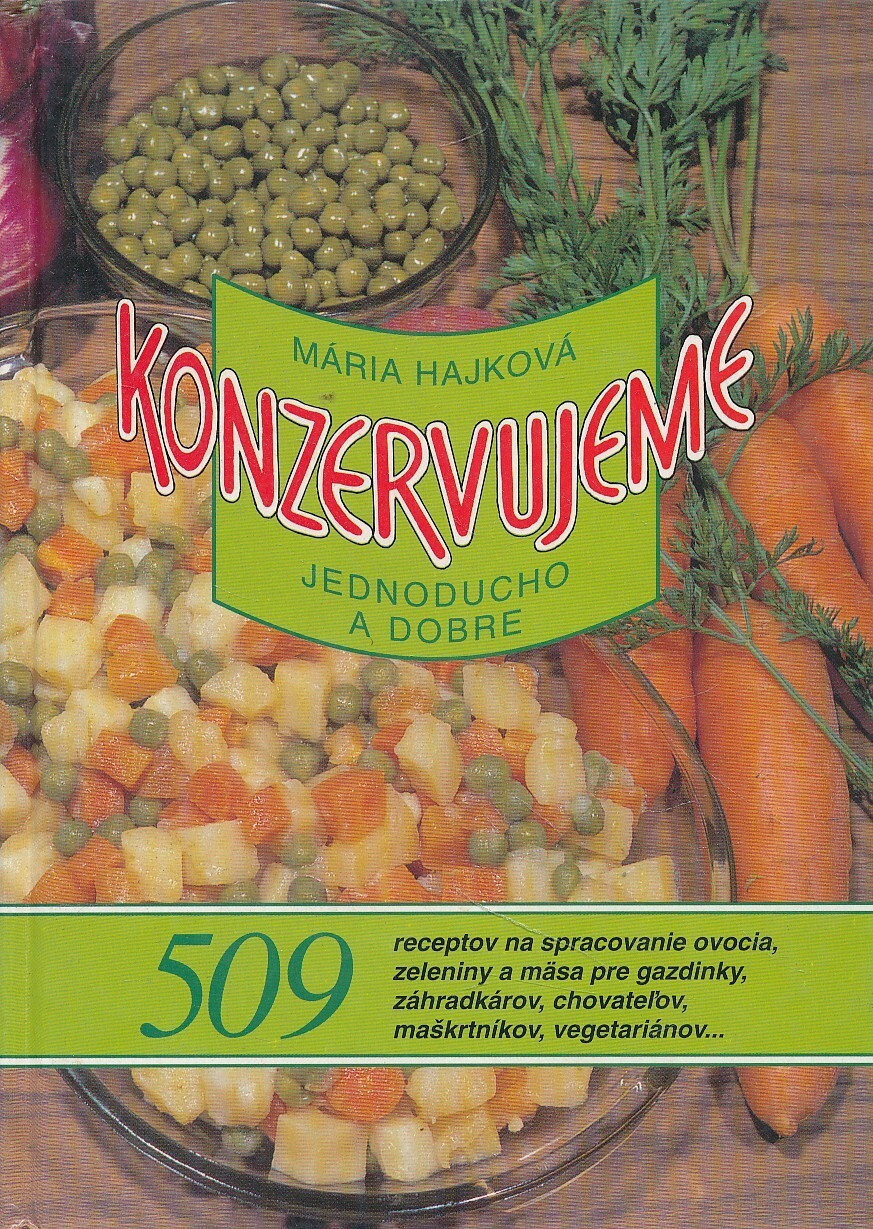 MÁRIA HAJKOVÁ
KONZERVUJEME
JEDNODUCHO
A DOBRE
509
receptov na spracovanie ovocia,
zeleniny a mäsa pre gazdinky,
záhradkárov, chovateľov,
maškrtníkov, vegetariánov...